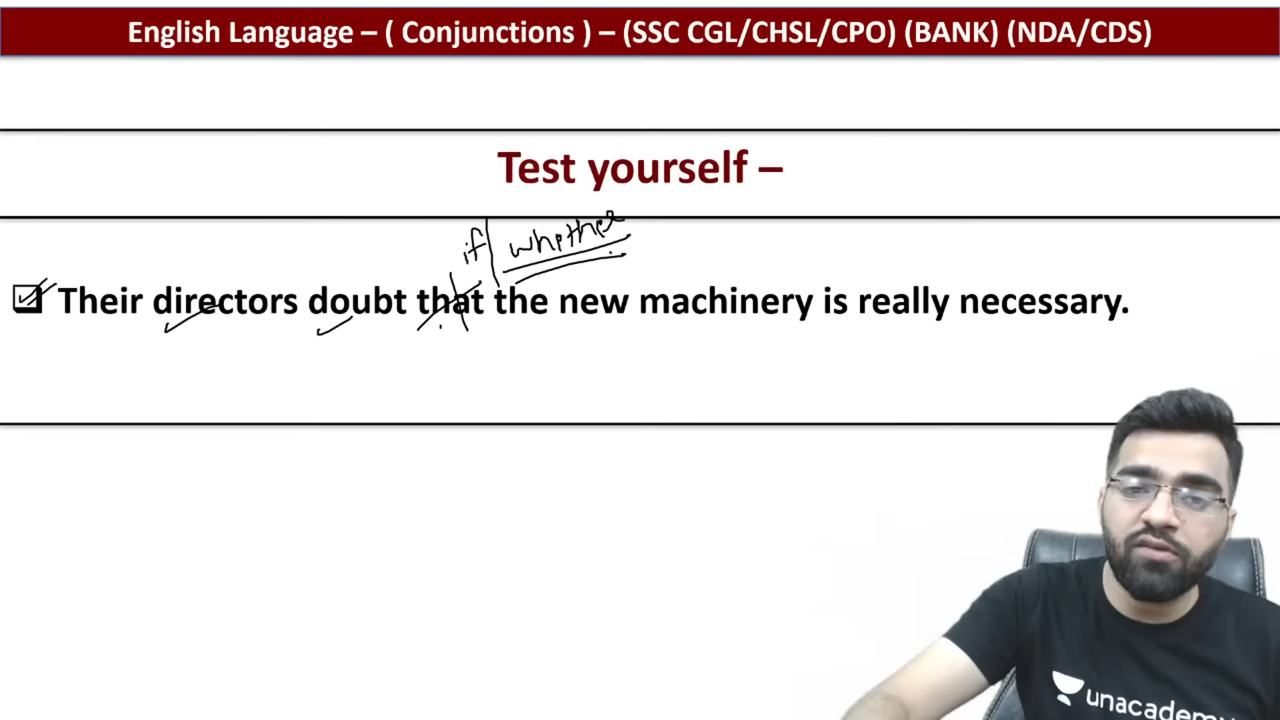 English Language – ( Conjunctions ) – (SSC CGL/CHSL/CPO) (BANK) (NDA/CDS)
Test yourself –
if whether
Their directors doubt that the new machinery is really necessary.
unacademy